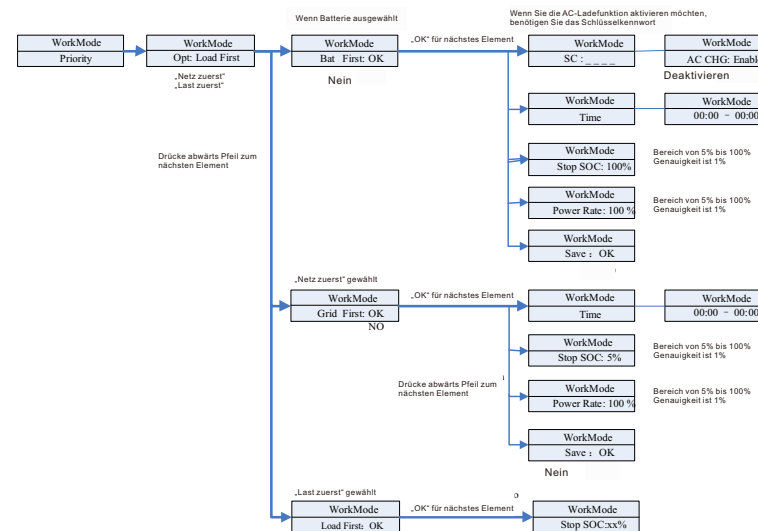 Wenn Batterie ausgewählt
Wenn Sie die AC-Ladefunktion aktivieren möchten,
benötigen Sie das Schlüsselkennwort
WorkMode
Priority
WorkMode
Opt: Load First
„Netz zuerst“
„Last zuerst“
WorkMode
Bat First: OK
Nein
„OK“ für nächstes Element
WorkMode
SC : _ _ _ _
WorkMode
AC CHG: Enabl
Deaktivieren
WorkMode
Time
WorkMode
00:00 - 00:00
Drücke abwärts Pfeil zum
nächsten Element
WorkMode
Stop SOC: 100%
Bereich von 5% bis 100%
Genauigkeit ist 1%
WorkMode
Power Rate: 100 %
Bereich von 5% bis 100%
Genauigkeit ist 1%
WorkMode
Save : OK
„Netz zuerst“ gewählt
WorkMode
Grid First: OK
NO
„OK“ für nächstes Element
WorkMode
Time
WorkMode
00:00 - 00:00
WorkMode
Stop SOC: 5%
Bereich von 5% bis 100%
Genauigkeit ist 1%
Drücke abwärts Pfeil zum
nächsten Element
WorkMode
Power Rate: 100 %
Bereich von 5% bis 100%
Genauigkeit ist 1%
WorkMode
Save : OK
Nein
„Last zuerst“ gewählt
WorkMode
Load First: OK
„OK“ für nächstes Element
WorkMode
Stop SOC:xx%